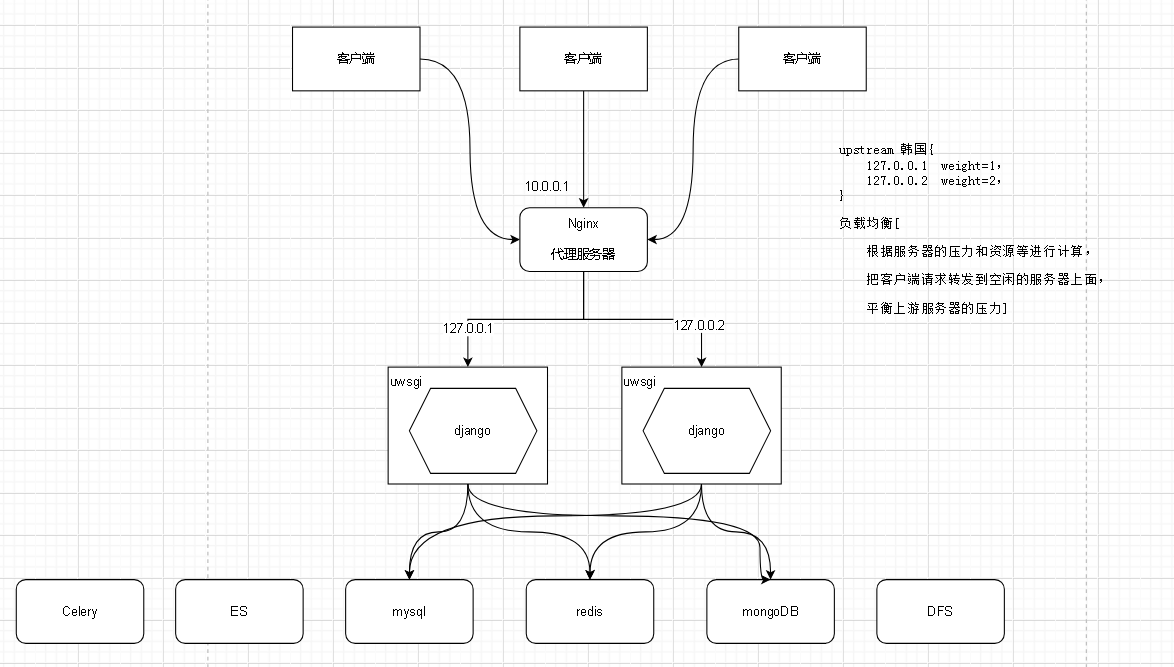 客户端
客户端
客户端
upstream 韩国{
127.0.0.1 weight=1,
127.0.0.2 weight=2,
}
10.0.0.1
Nginx
代理服务器
负载均衡[
根据服务器的压力和资源等进行计算,
把客户端请求转发到空闲的服务器上面,
平衡上游服务器的压力]
127.0.0.1
127.0.0.2
uwsgi
django
uwsgi
django
Celery
ES
mysql
redis
mongoDB
DFS